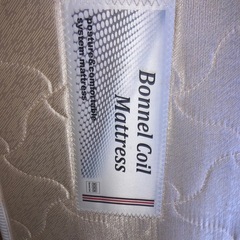 Bonnel Coil
Mattress
posture & comfortable
system mattress